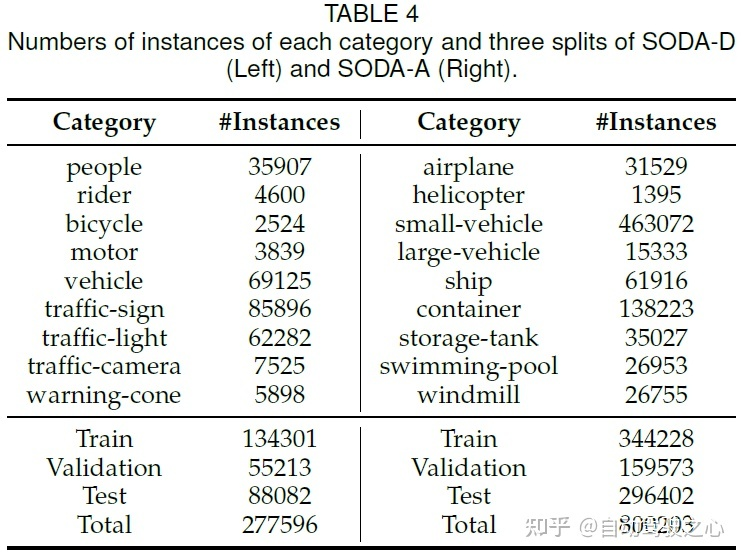 TABLE 4
Numbers of instances of each category and three splits of SODA-D
(Left) and SODA-A (Right).
Category #Instances Category #Instances
people 35907 airplane 31529
rider 4600 helicopter 1395
bicycle 2524 small-vehicle 463072
motor 3839 large-vehicle 15333
vehicle 69125 ship 61916
traffic-sign 85896 container 138223
traffic-light 62282 storage-tank 35027
traffic-camera 7525 swimming-pool 26953
warning-cone 5898 windmill 26755
Train 134301 Train 344228
Validation 55213 Validation 159573
Test 88082 Test 296402
Total 277596 Total
知乎 @自动驾驶之心